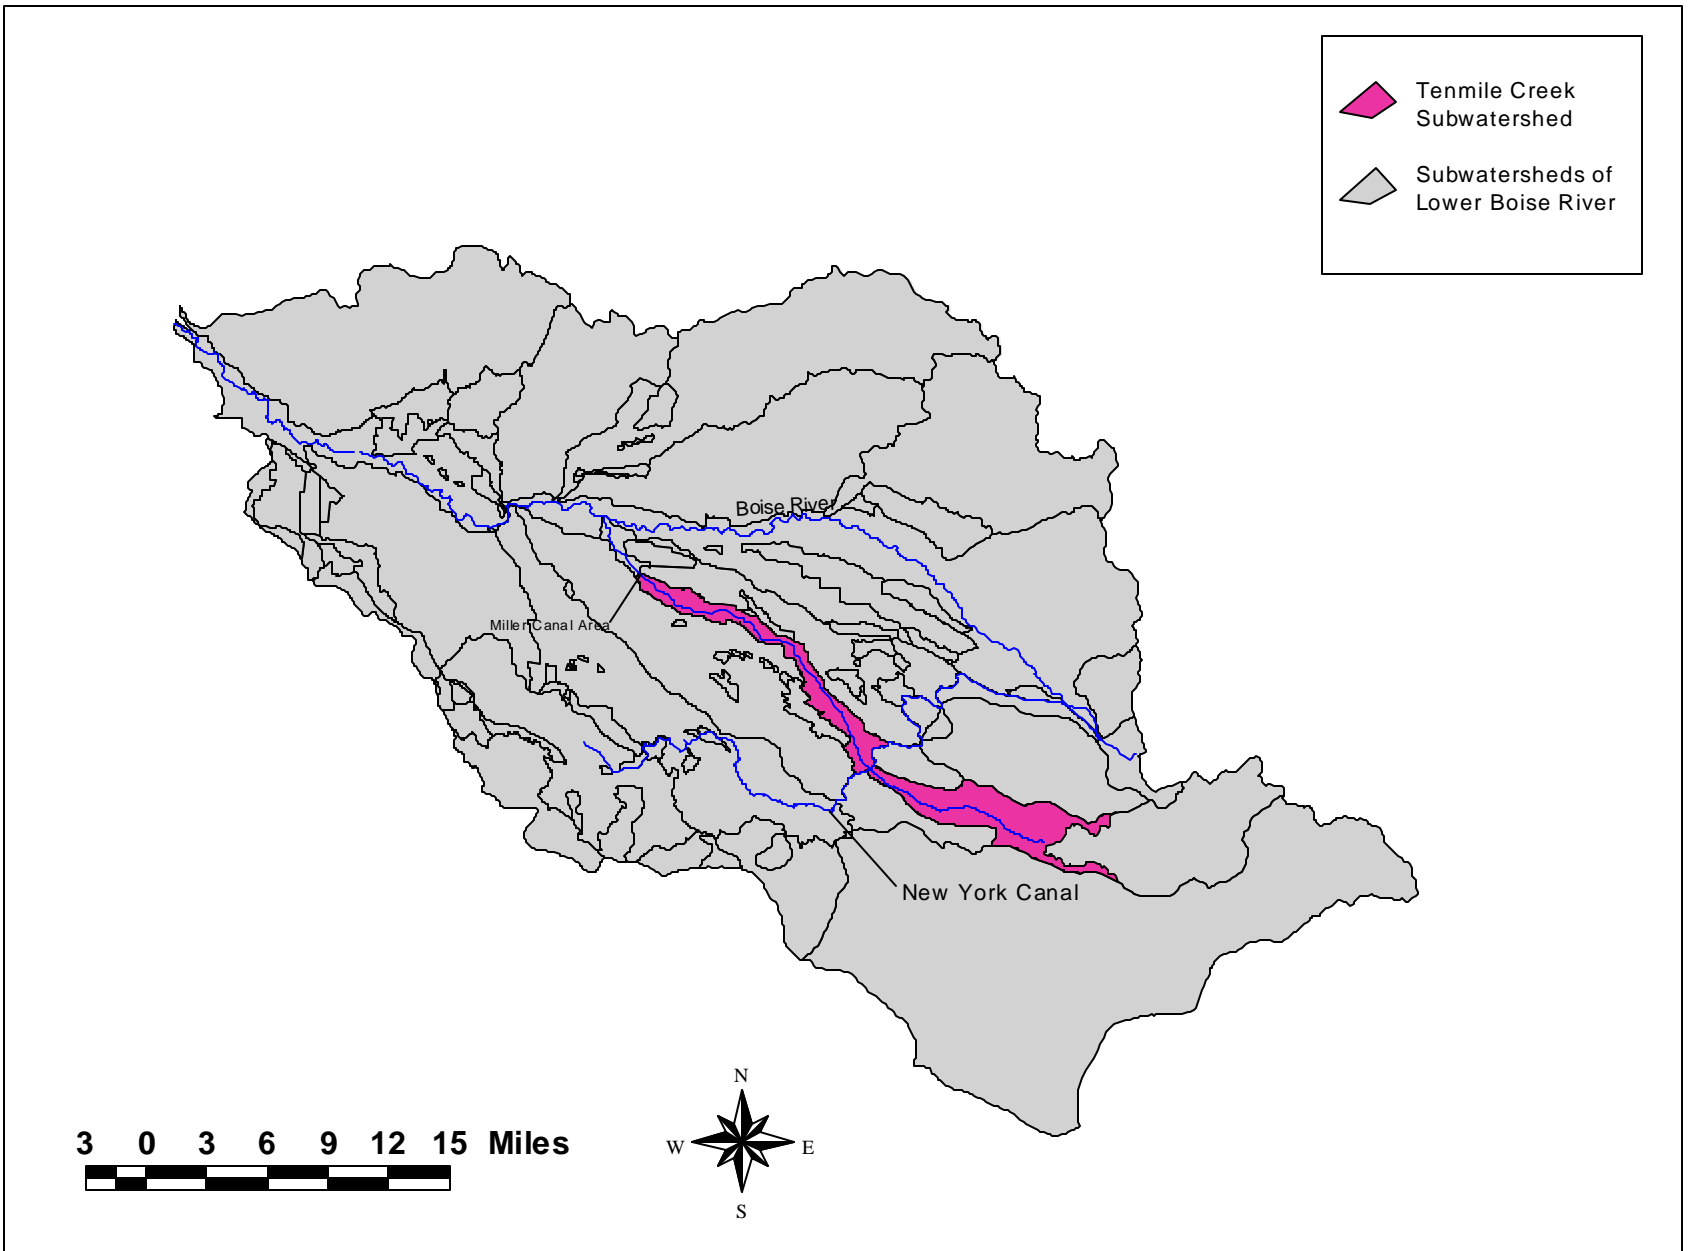 Tenmile Creek
Subwatershed
Subwatersheds of
Lower Boise River
Boise River
Miller Canal Area
New York Canal
N
W E
S
3 0 3 6 9 12 15 Miles